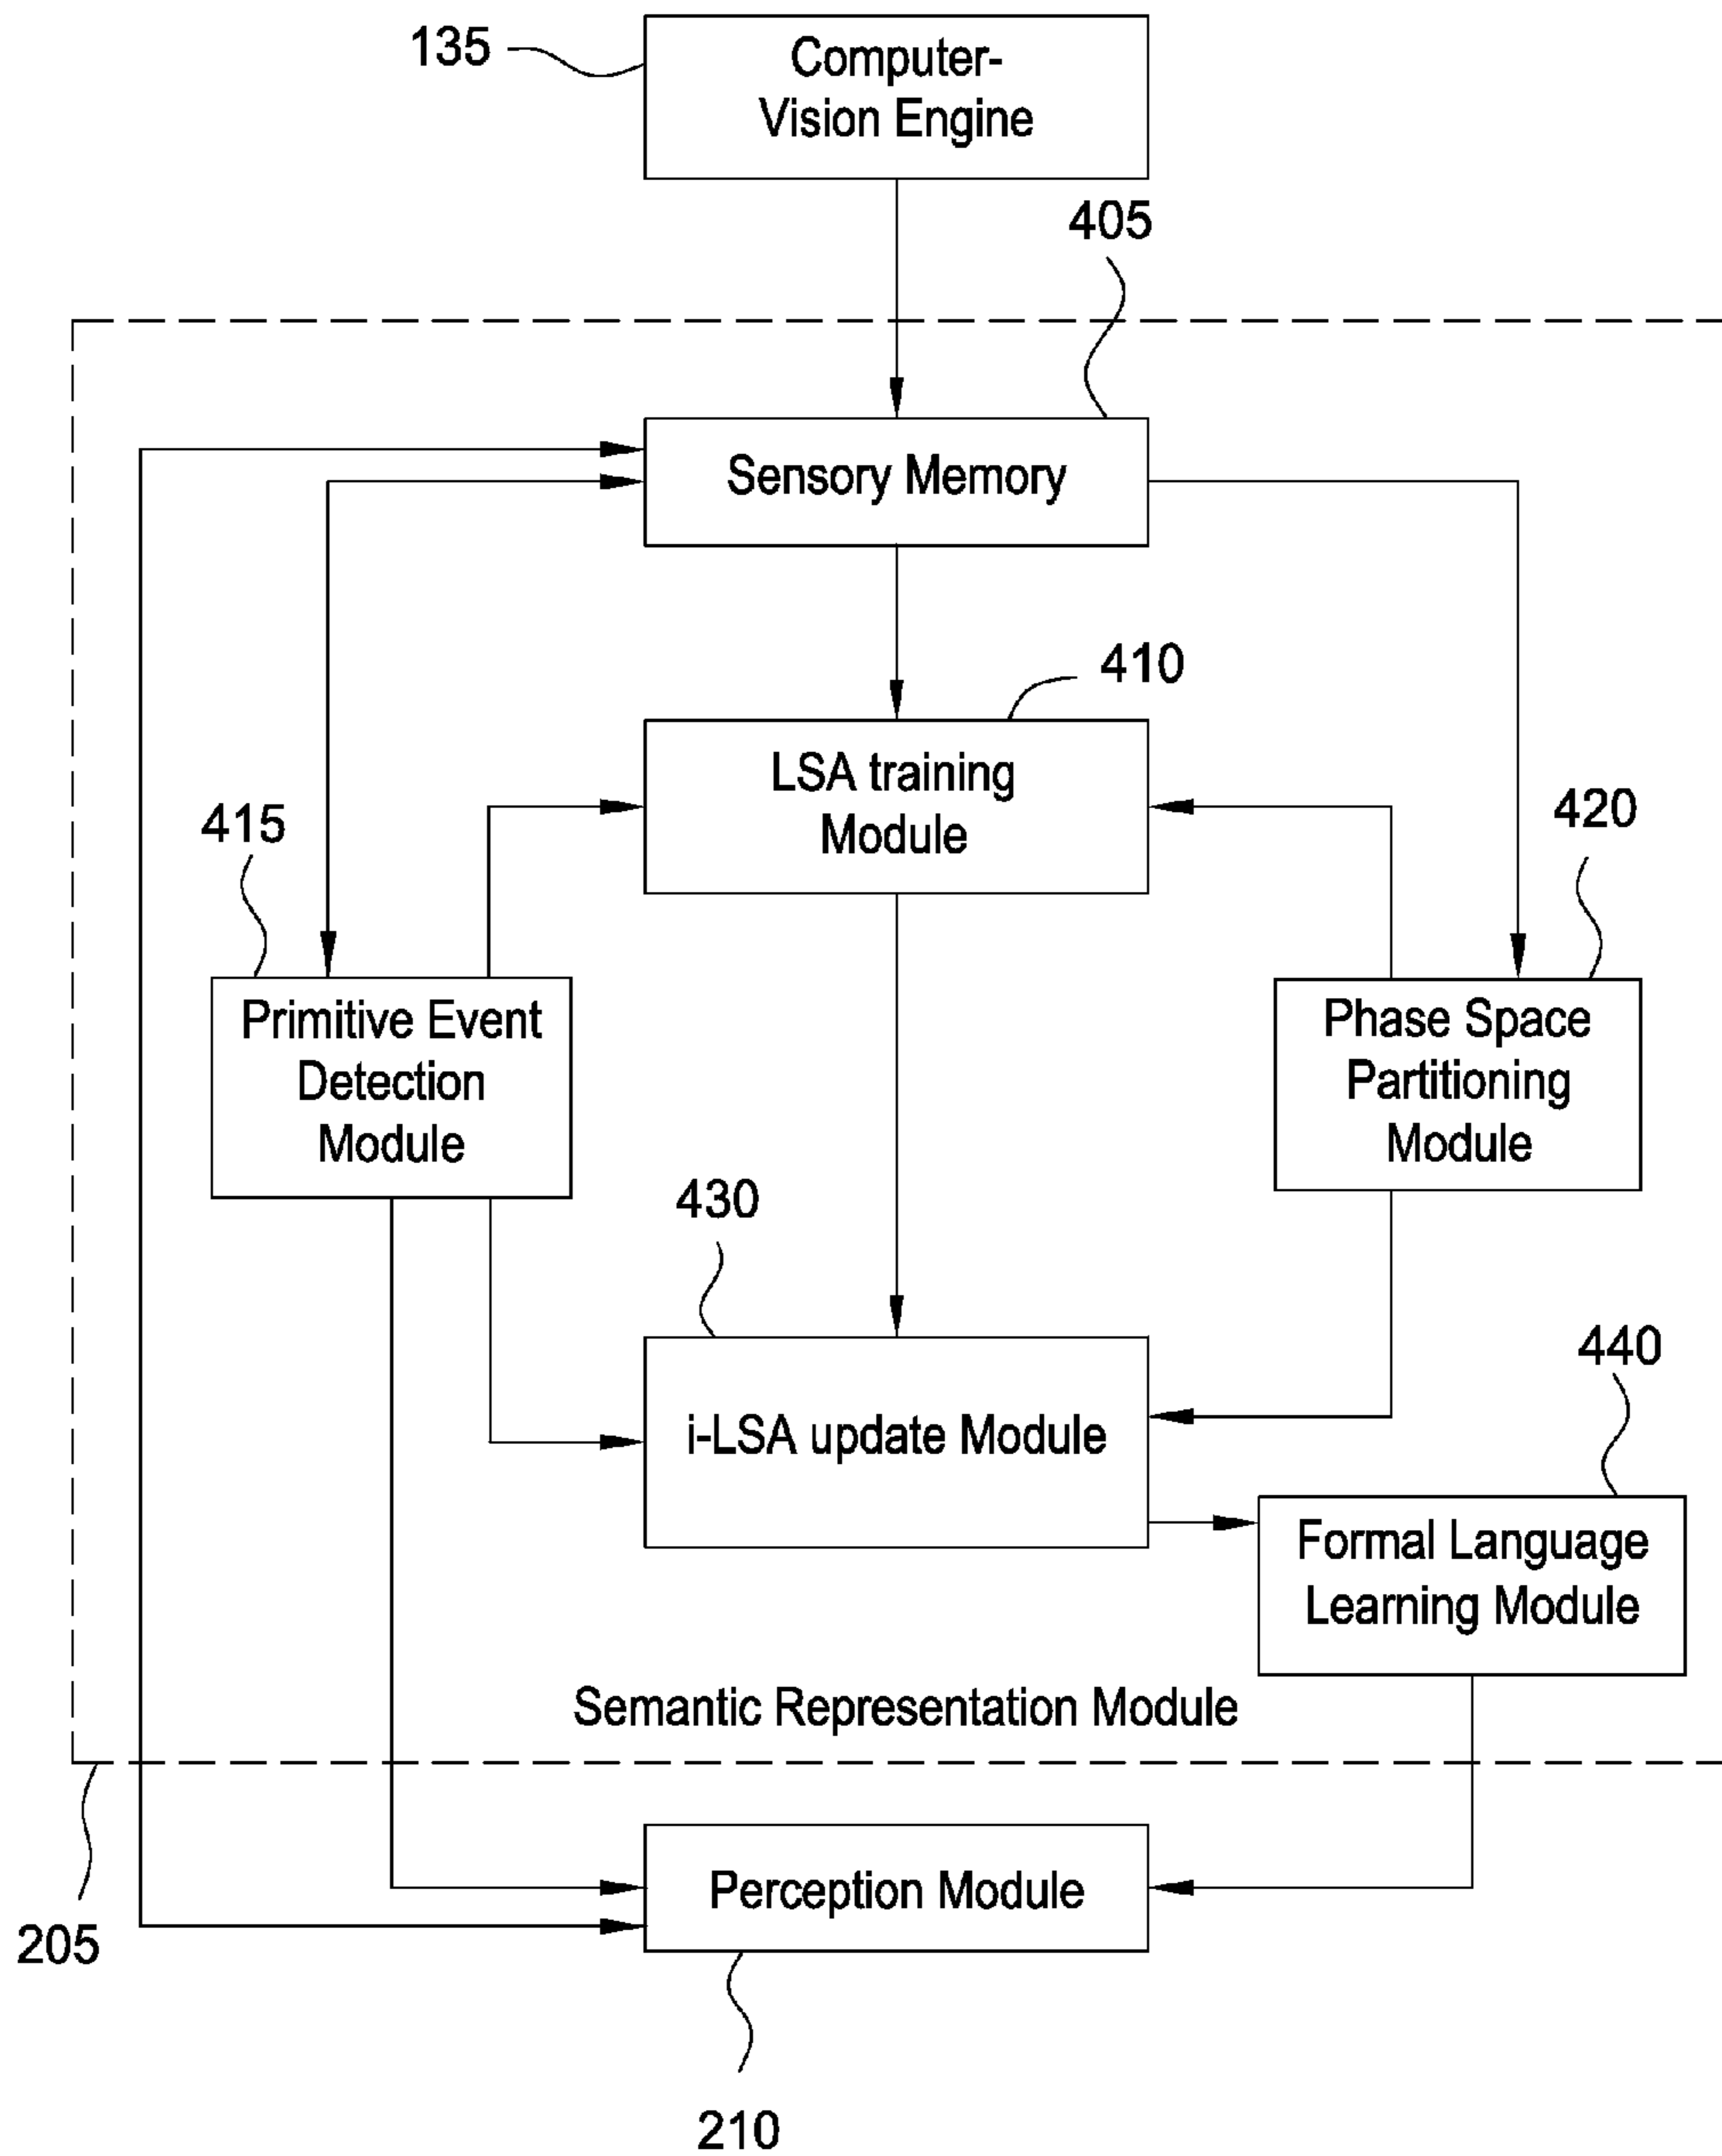 135
Computer-
Vision Engine
405
Sensory Memory
410
LSA training
Module
415
420
Primitive Event
Detection
Module
Phase Space
Partitioning
Module
430
i-LSA update Module
440
Formal Language
Learning Module
Semantic Representation Module
205
Perception Module
210